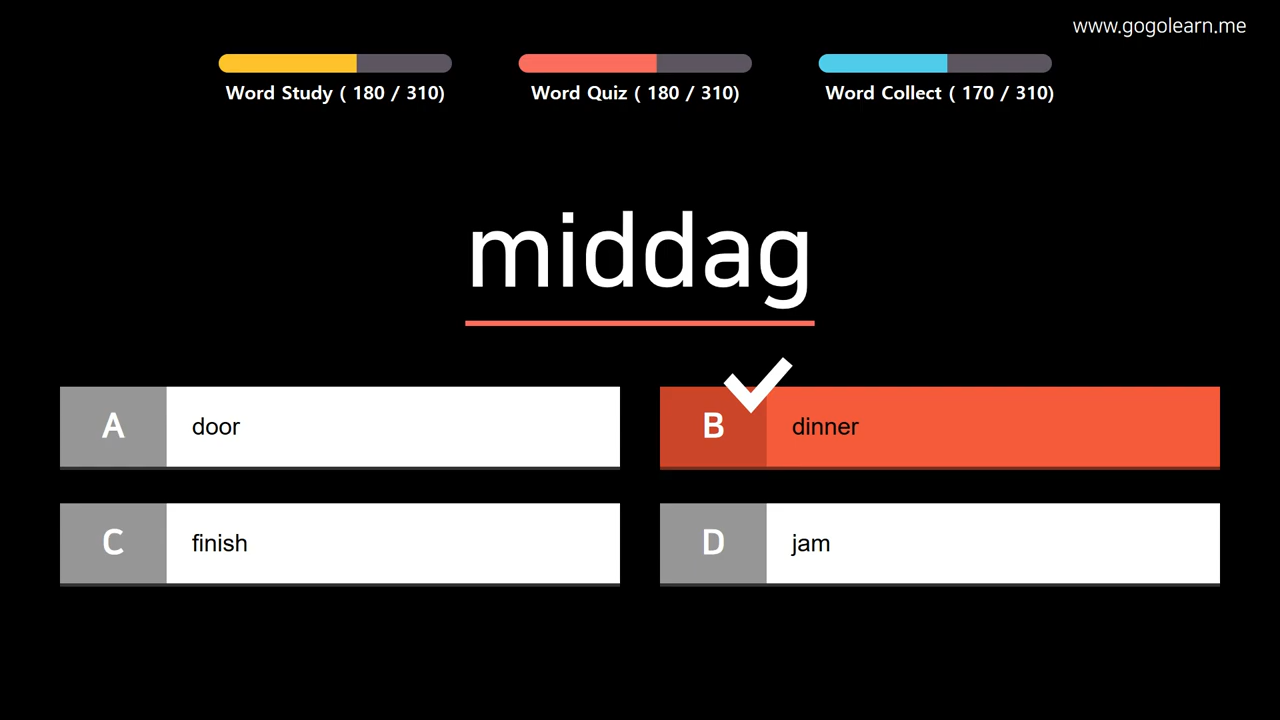 www.gogolearn.me
Word Study ( 180 / 310)
Word Quiz ( 180 / 310)
Word Collect ( 170 / 310)
middag
A door
B dinner
C finish
D jam